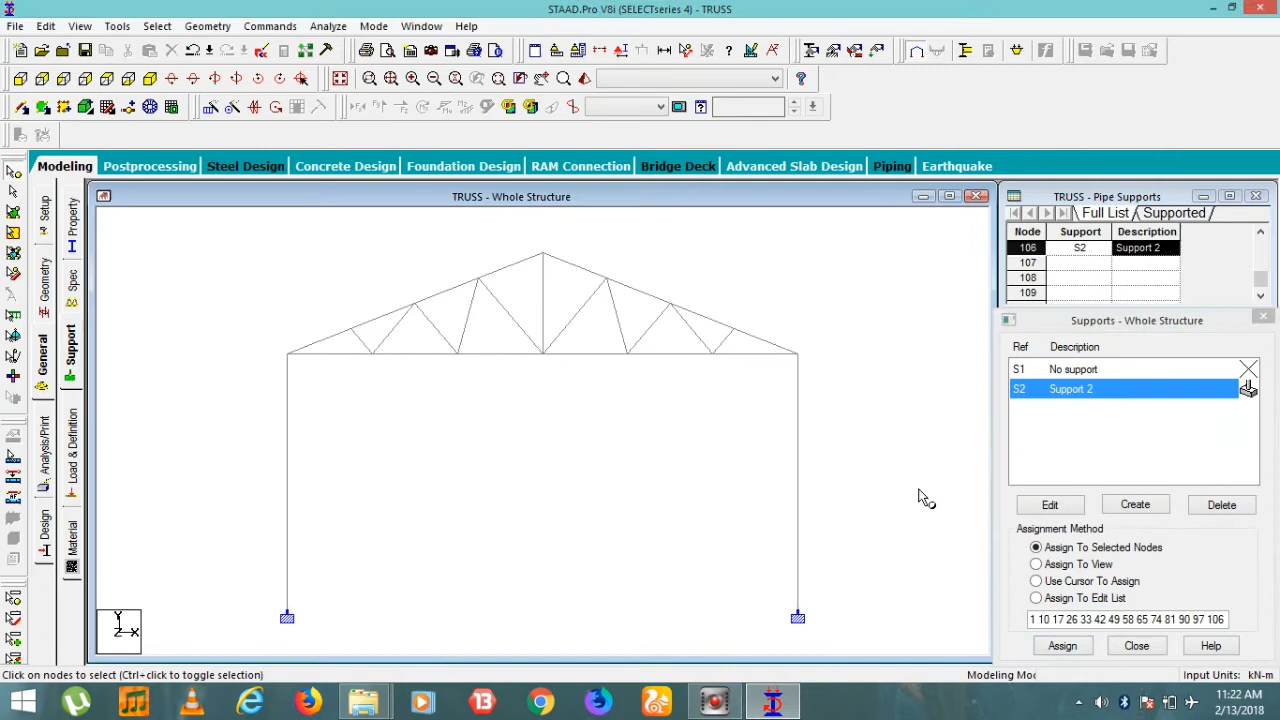 STAAD.Pro V8i (SELECTseries 4) - TRUSS
File Edit View Tools Select Geometry Commands Analyze Mode Window Help
Modeling Postprocessing Steel Design Concrete Design Foundation Design RAM Connection Bridge Deck Advanced Slab Design Piping Earthquake
Setup
Geometry
General
Analysis/Print
Design
Property
Spec
Support
Load & Definition
Material
TRUSS - Whole Structure
Y
Z X
TRUSS - Pipe Supports
Full List Supported
Node Support Description
106 S2 Support 2
107
108
109
Supports - Whole Structure
Ref Description
S1 No support
S2 Support 2
Edit Create Delete
Assignment Method
Assign To Selected Nodes
Assign To View
Use Cursor To Assign
Assign To Edit List
1 10 17 26 33 42 49 58 65 74 81 90 97 106
Assign Close Help
Click on nodes to select (Ctrl+click to toggle selection) Modeling Mod Input Units: kN-m
13
11:22 AM
2/13/2018